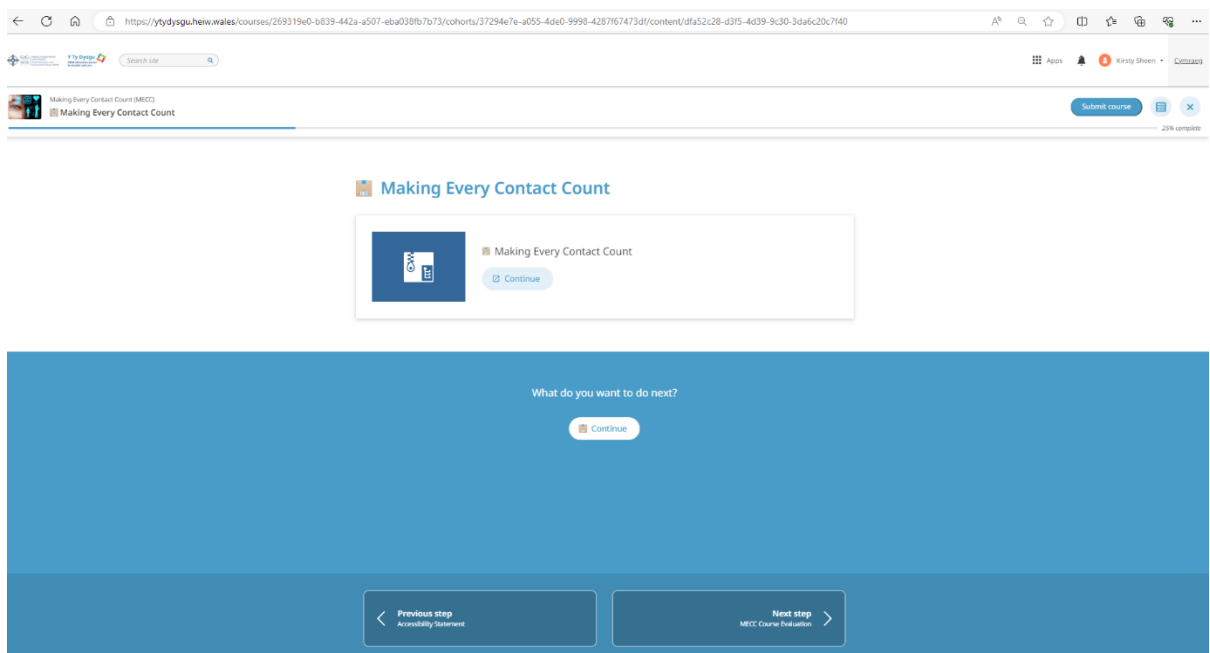 https://ytydysgu.heiw.wales/courses/269319e0-b839-442a-a507-eba038fb7b73/cohorts/37294e7e-a055-4de0-9998-4287f67473df/content/dfa52c28-d3f5-4d39-9c30-3da6c20c7f40
Y Tŷ Dysgu
Search site
Apps
Kirsty Sheen
Cymraeg
Making Every Contact Count (MECC)
Making Every Contact Count
Submit course
25% complete
Making Every Contact Count
Making Every Contact Count
Continue
What do you want to do next?
Continue
Previous step
Accessibility Statement
Next step
MECC Course Evaluation